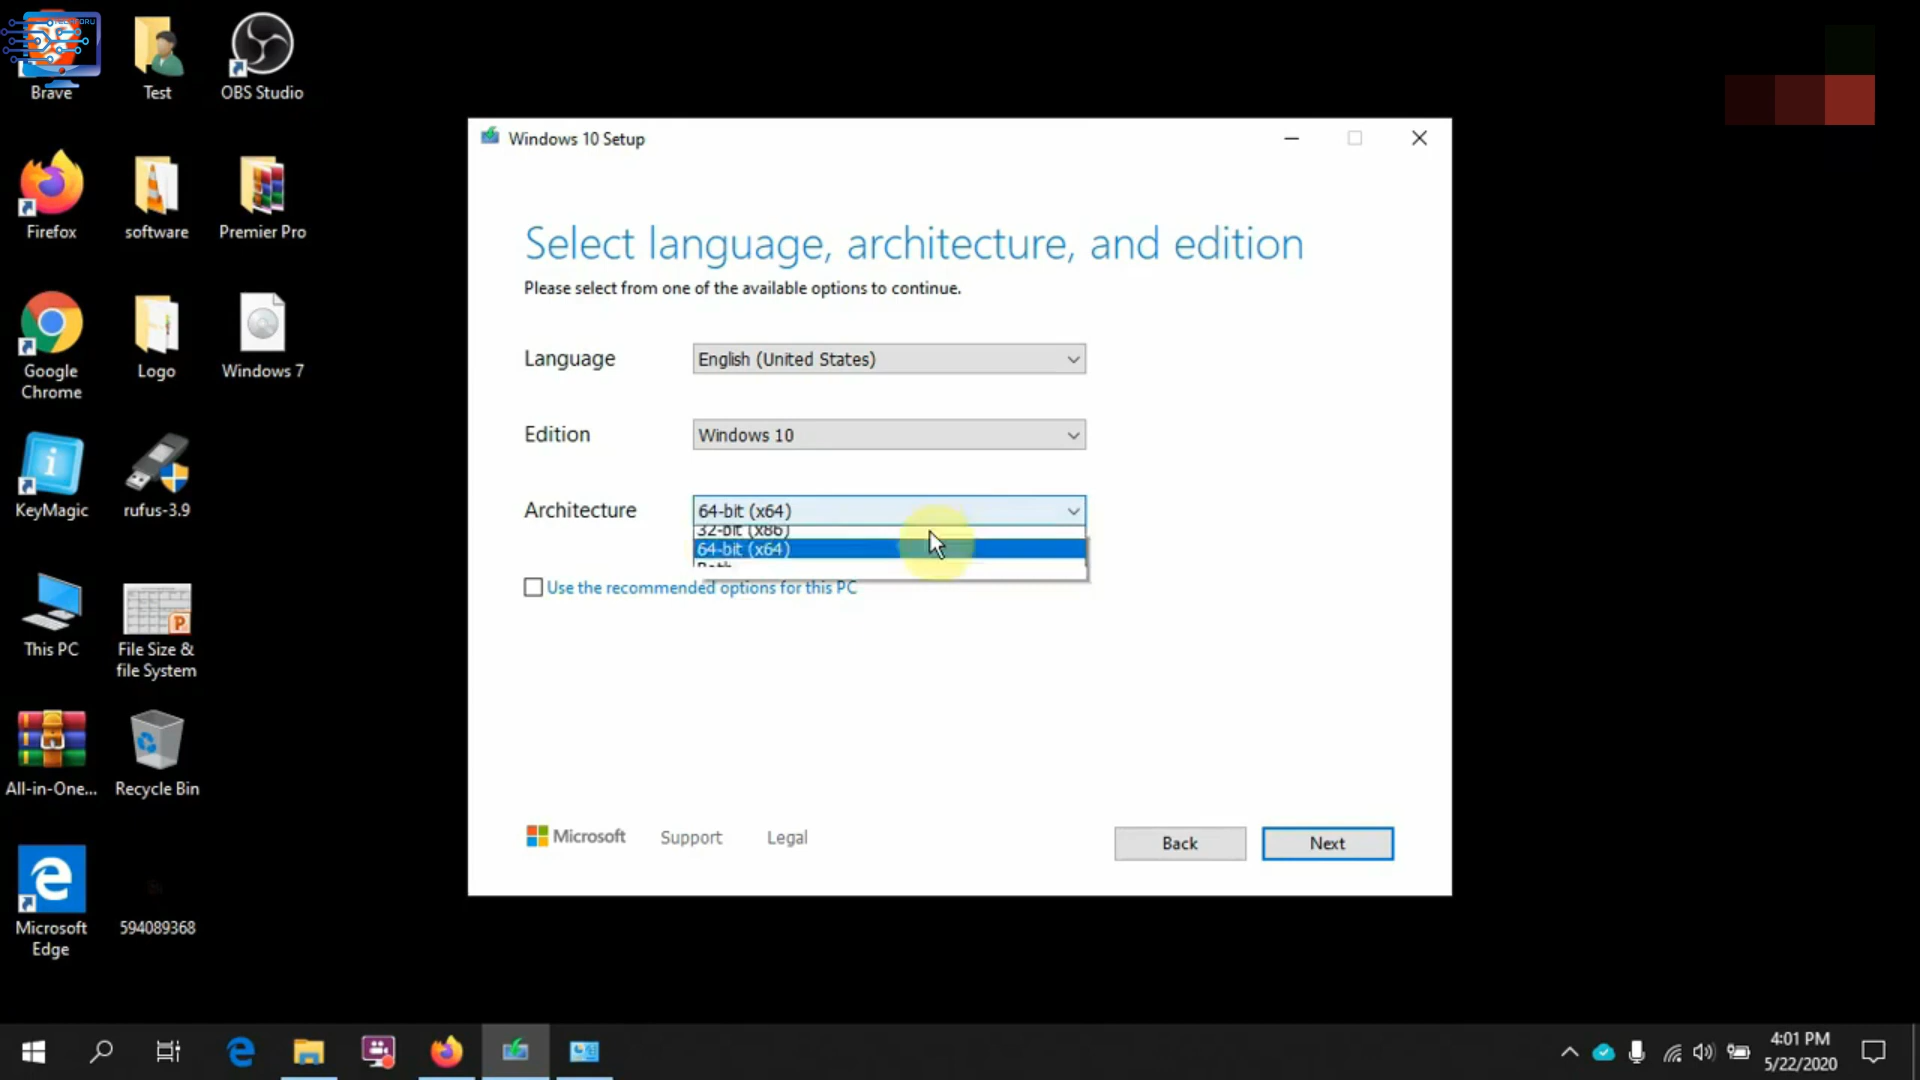 TECHFORU
Brave
Test
OBS Studio
Firefox
software
Premier Pro
Google
Chrome
Logo
Windows 7
KeyMagic
rufus-3.9
This PC
File Size &
file System
All-in-One...
Recycle Bin
Microsoft
Edge
594089368
Windows 10 Setup
Select language, architecture, and edition
Please select from one of the available options to continue.
Language
English (United States)
Edition
Windows 10
Architecture
64-bit (x64)
32-bit (x86)
64-bit (x64)
Both
Use the recommended options for this PC
Microsoft
Support
Legal
Back
Next
4:01 PM
5/22/2020